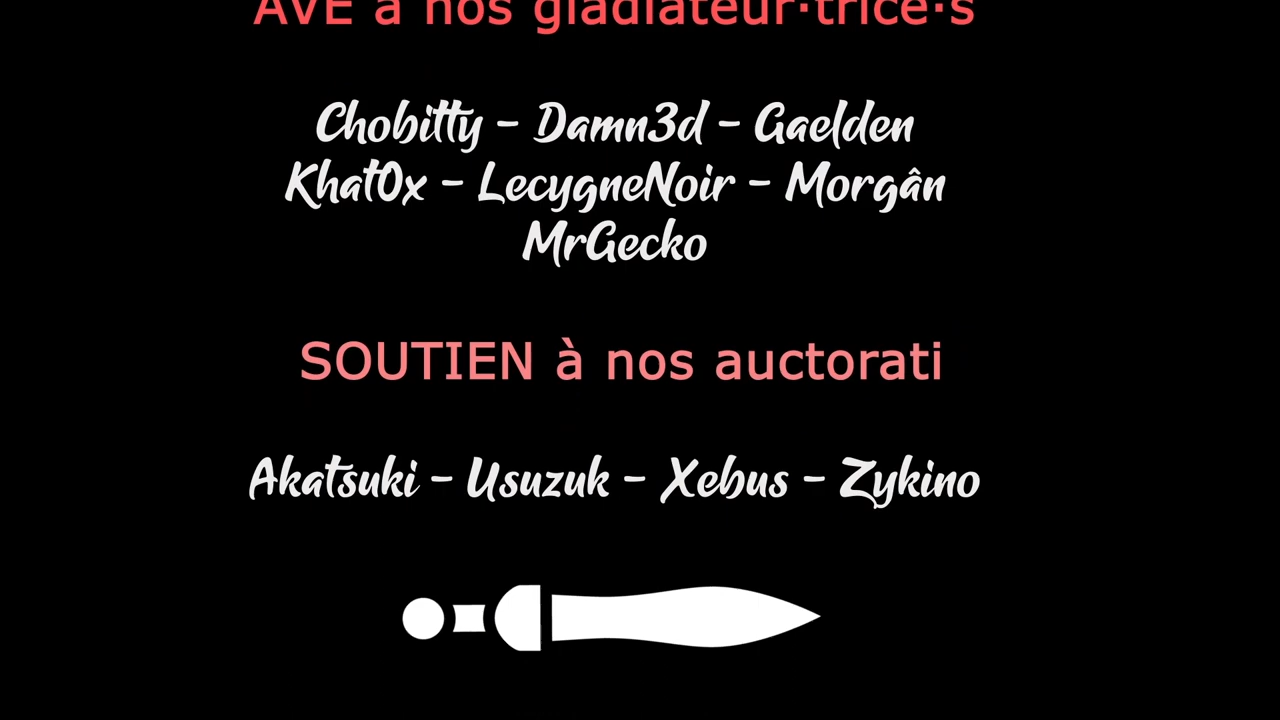 AVE à nos gladiateur·trice·s
Chobitty - Damn3d - Gaelden
Khat0x - LecygneNoir - Morgân
MrGecko
SOUTIEN à nos auctorati
Akatsuki - Usuzuk - Xebus - Zykino